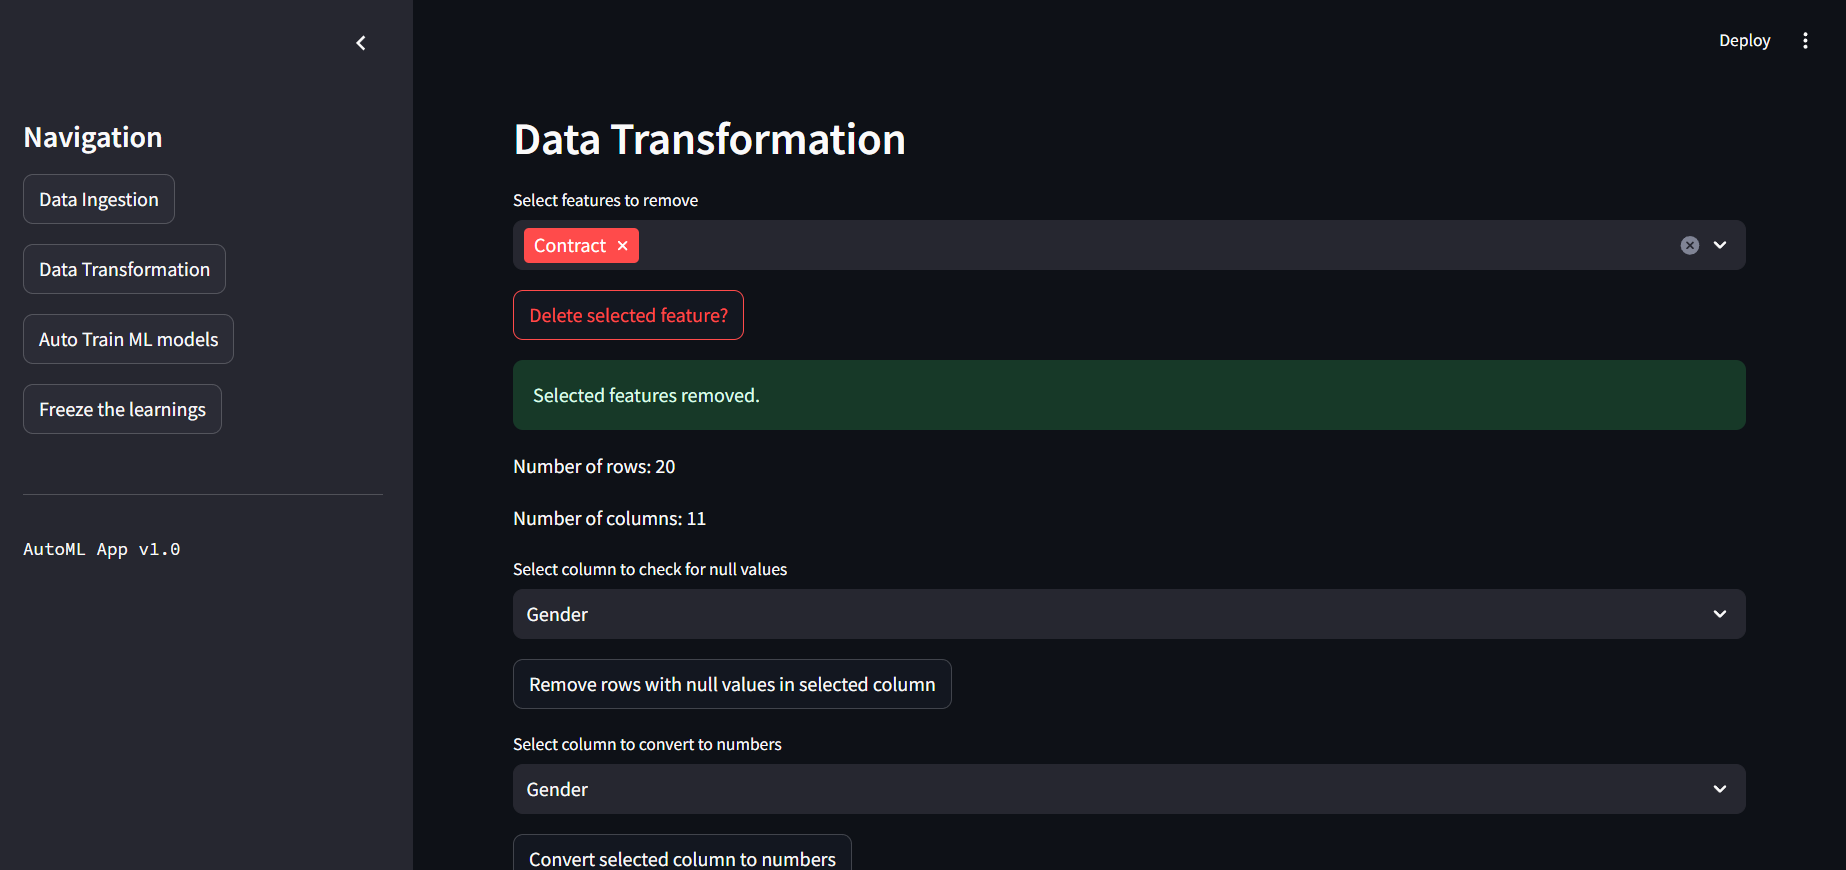 Deploy
Navigation
Data Ingestion
Data Transformation
Auto Train ML models
Freeze the learnings
AutoML App v1.0
Data Transformation
Select features to remove
Contract
Delete selected feature?
Selected features removed.
Number of rows: 20
Number of columns: 11
Select column to check for null values
Gender
Remove rows with null values in selected column
Select column to convert to numbers
Gender
Convert selected column to numbers